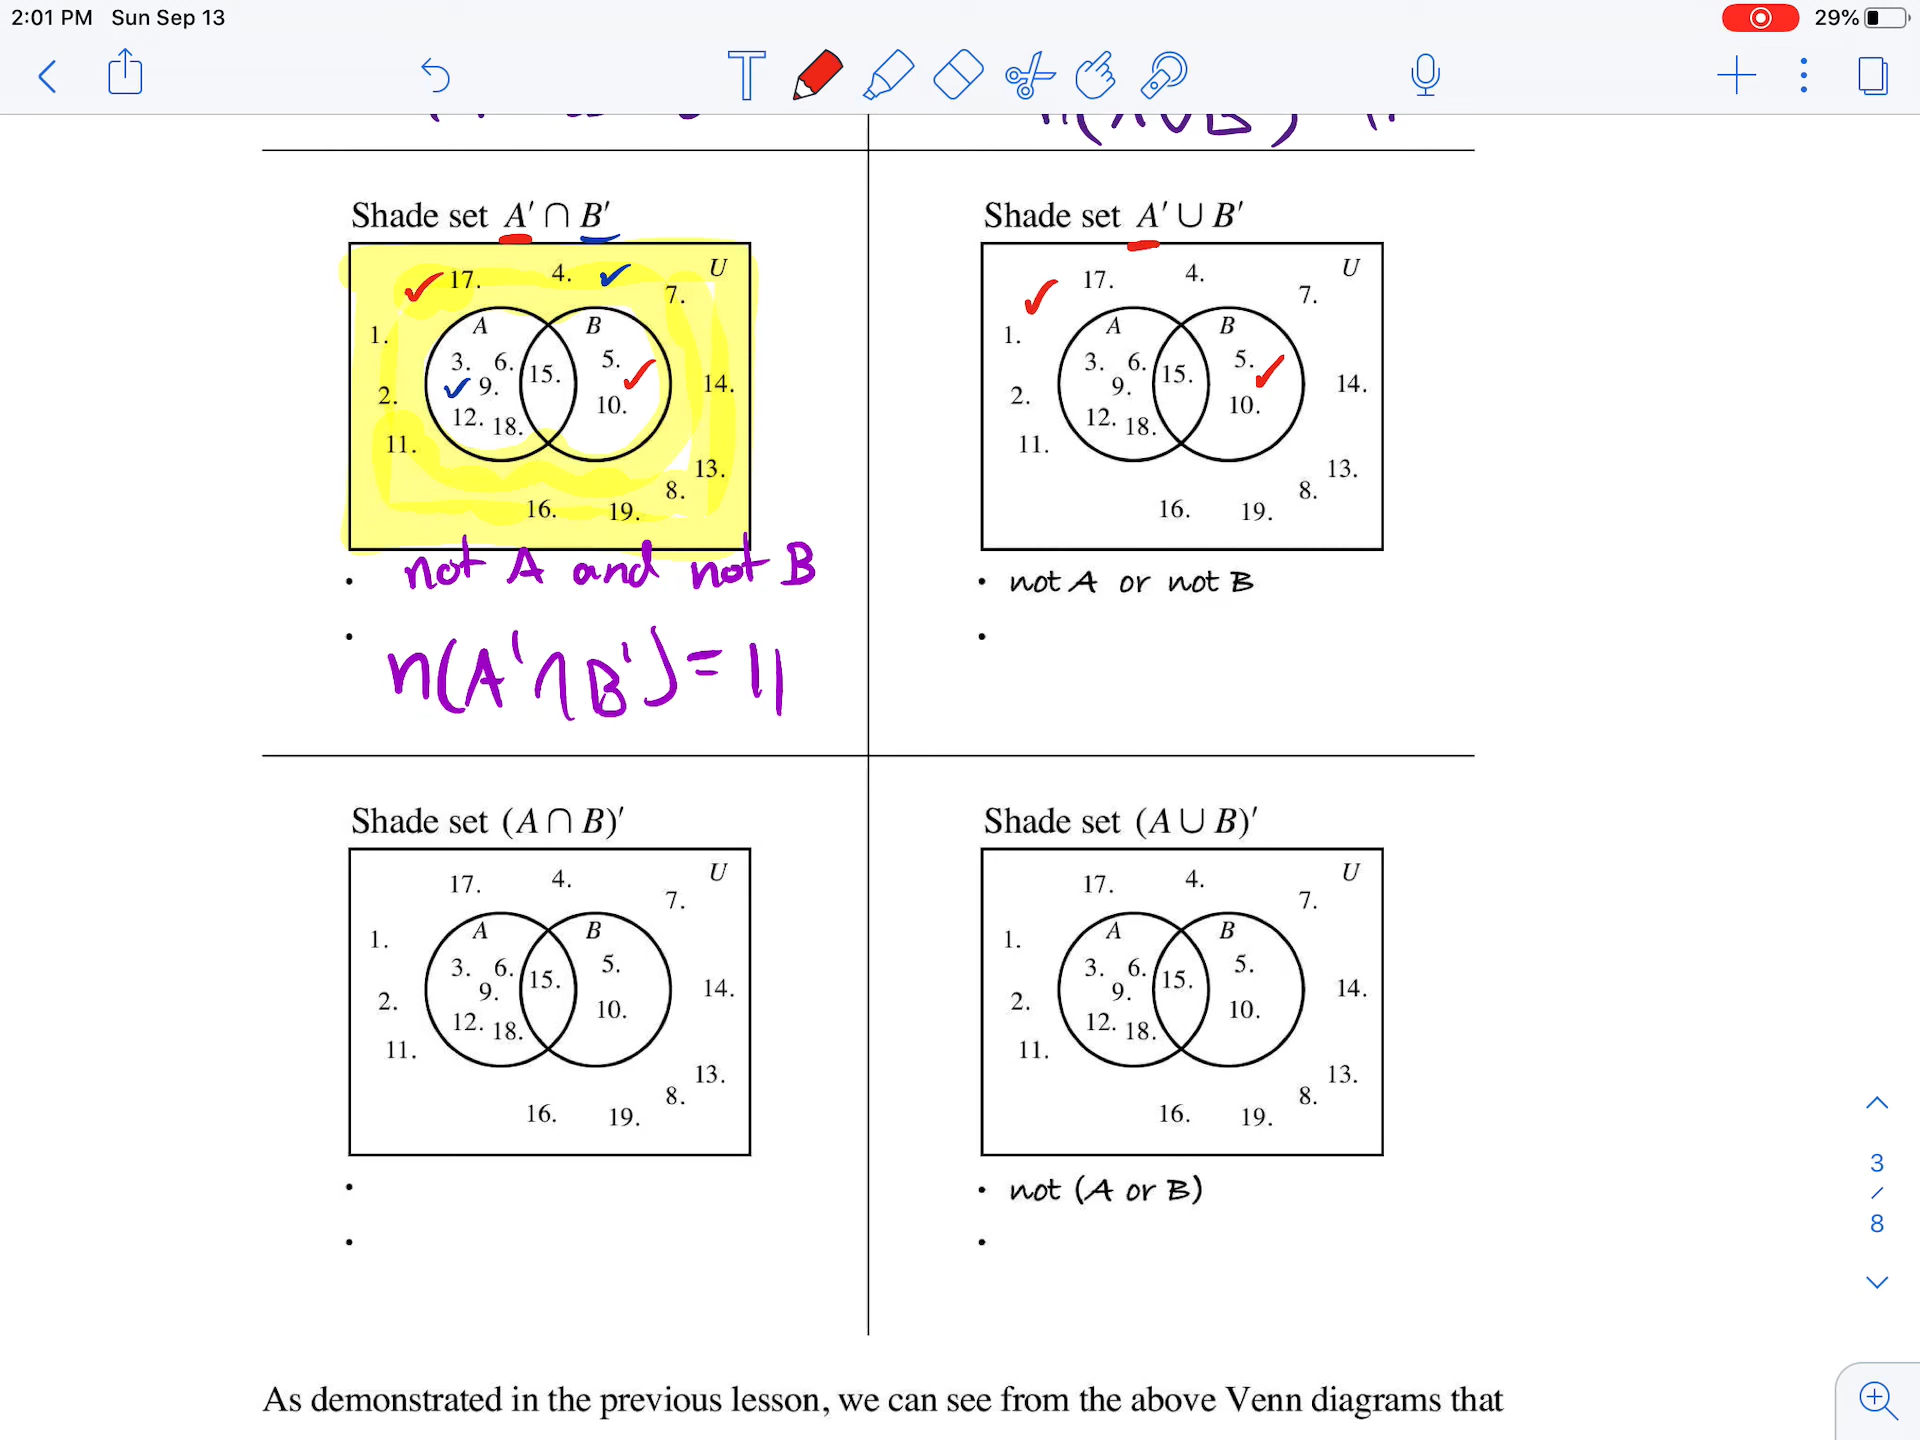 2:01 PM Sun Sep 13
29%
T
n(A∪B) 11
Shade set A′ ∩ B′
17. 4. U
7.
1. A B
3. 6. 15. 5.
2. 9. 14.
12. 18. 10.
11.
13.
8.
16. 19.
• not A and not B
• n(A′∩B′) = 11
Shade set A′ ∪ B′
17. 4. U
7.
1. A B
3. 6. 15. 5.
2. 9. 14.
12. 18. 10.
11.
13.
8.
16. 19.
• not A or not B
•
Shade set (A ∩ B)′
17. 4. U
7.
1. A B
3. 6. 15. 5.
2. 9. 14.
12. 18. 10.
11.
13.
8.
16. 19.
•
•
Shade set (A ∪ B)′
17. 4. U
7.
1. A B
3. 6. 15. 5.
2. 9. 14.
12. 18. 10.
11.
13.
8.
16. 19.
• not (A or B)
•
3
/
8
As demonstrated in the previous lesson, we can see from the above Venn diagrams that